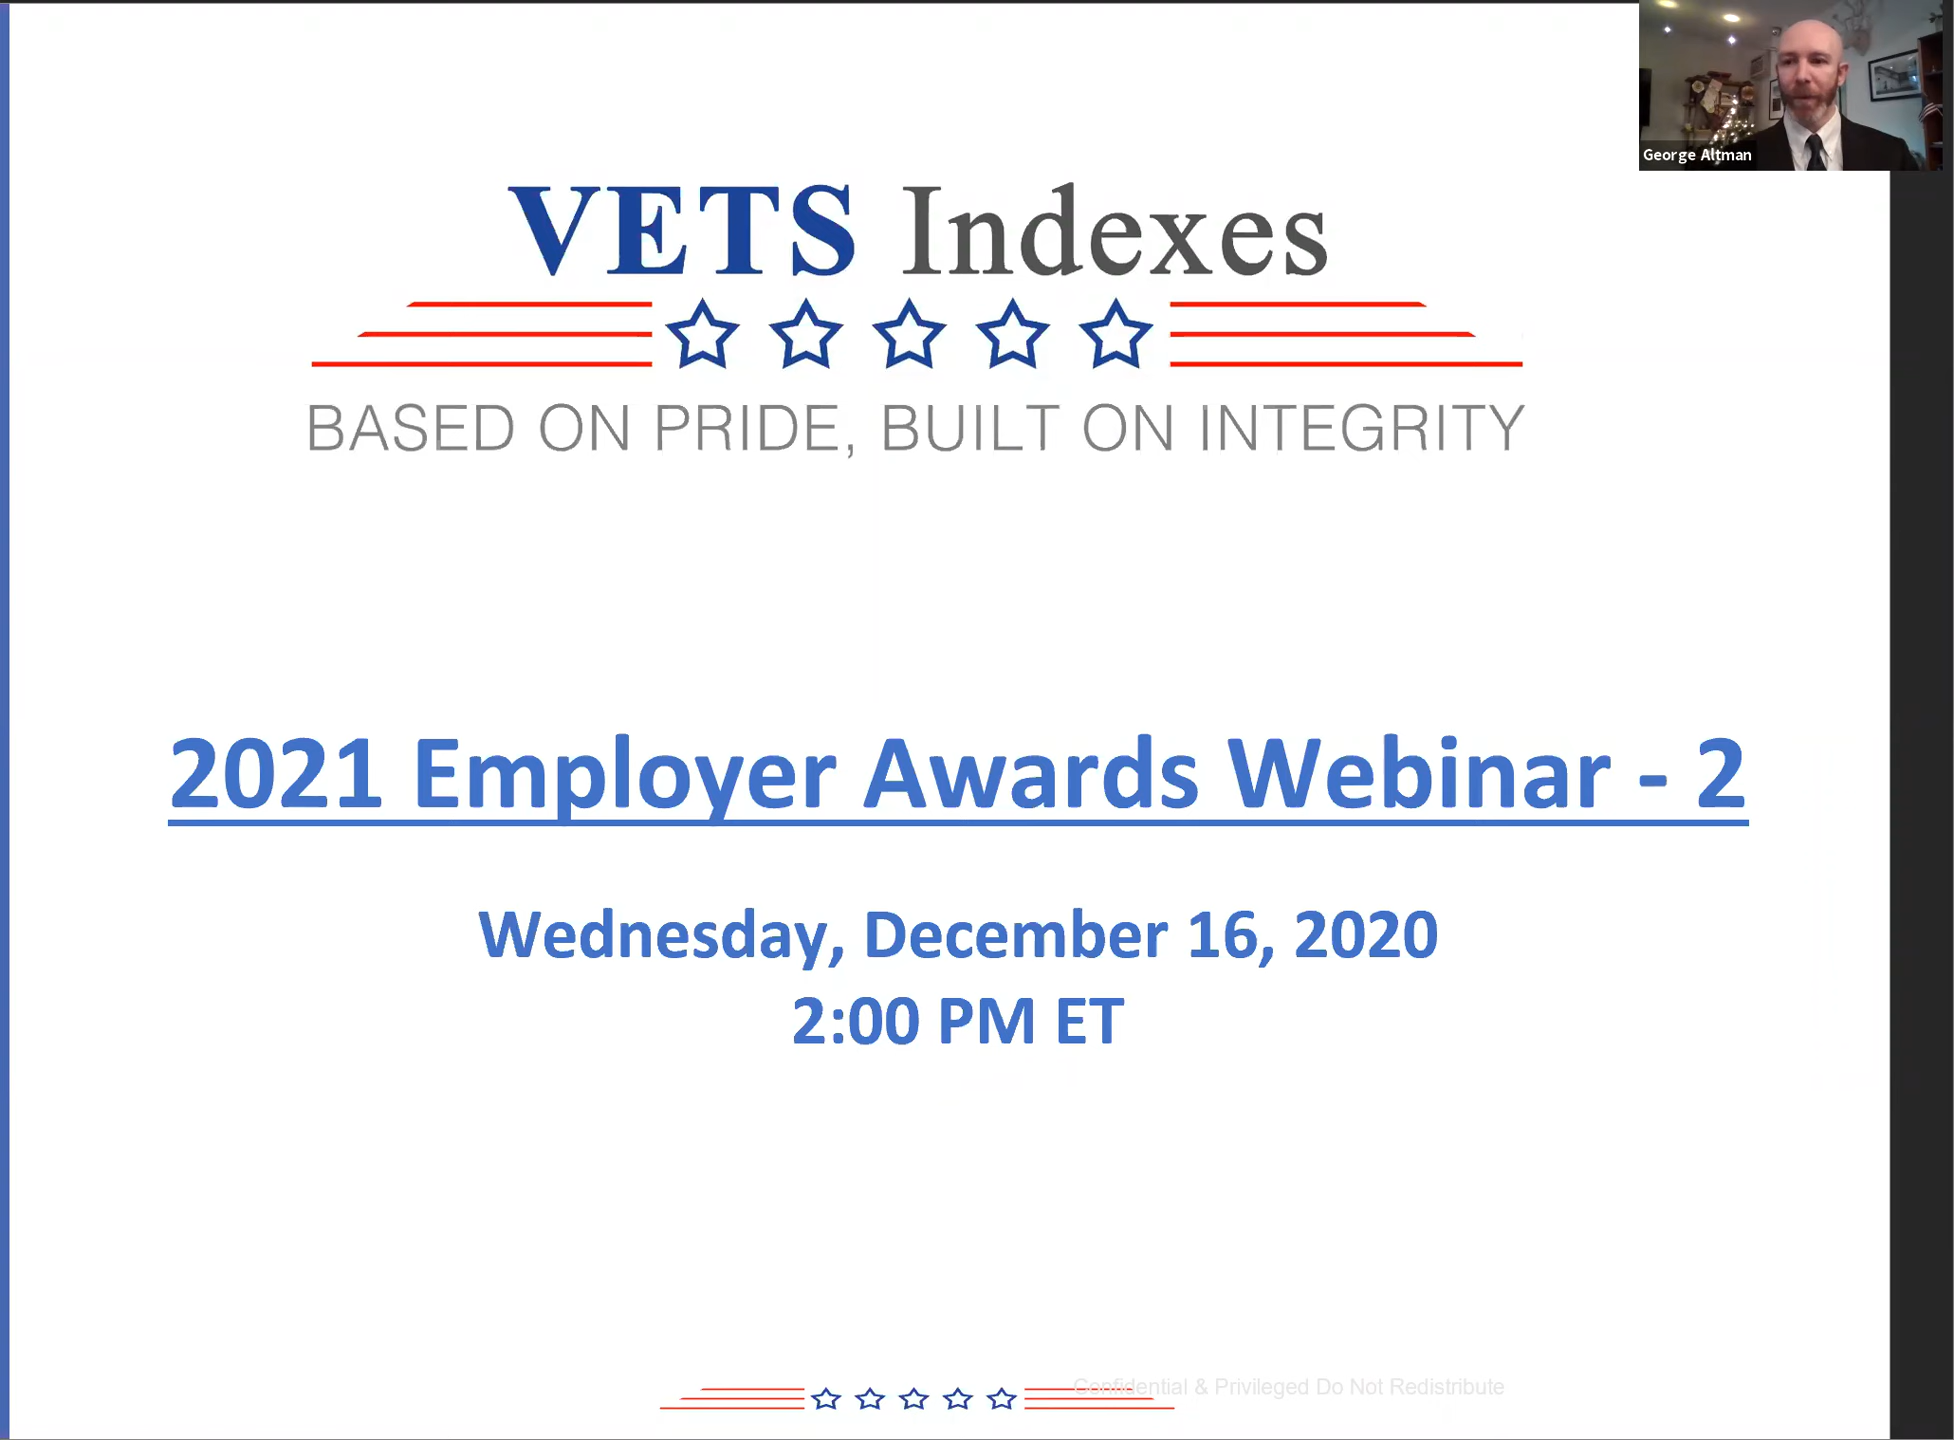 George Altman
VETS Indexes
BASED ON PRIDE, BUILT ON INTEGRITY
2021 Employer Awards Webinar - 2
Wednesday, December 16, 2020
2:00 PM ET
Confidential & Privileged Do Not Redistribute